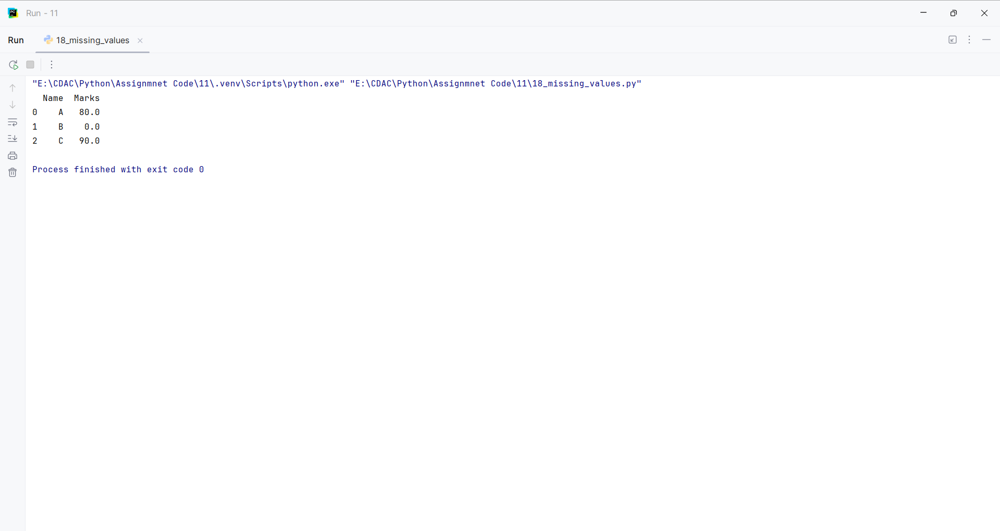 Run - 11
Run 18_missing_values
"E:\CDAC\Python\Assignmnet Code\11\.venv\Scripts\python.exe" "E:\CDAC\Python\Assignmnet Code\11\18_missing_values.py"
  Name  Marks
0    A   80.0
1    B    0.0
2    C   90.0
Process finished with exit code 0